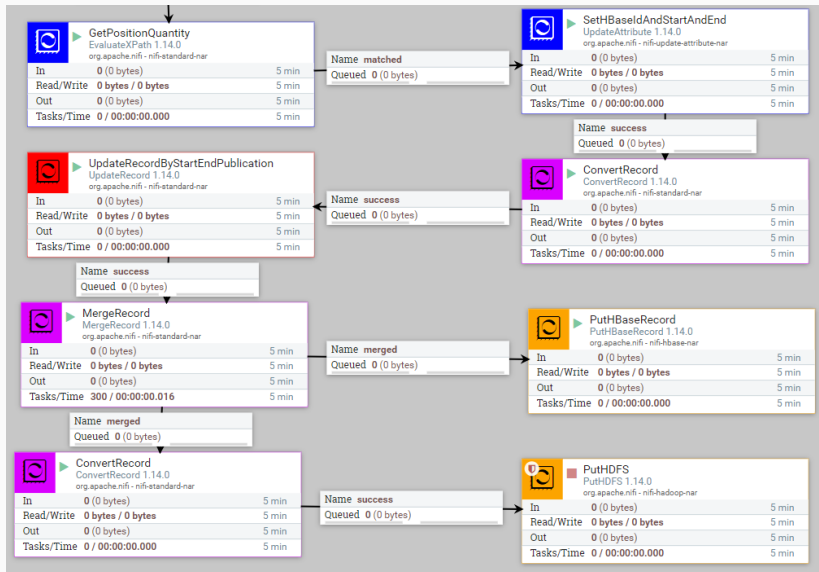 GetPositionQuantity
EvaluateXPath 1.14.0
org.apache.nifi - nifi-standard-nar
In 0 (0 bytes) 5 min
Read/Write 0 bytes / 0 bytes 5 min
Out 0 (0 bytes) 5 min
Tasks/Time 0 / 00:00:00.000 5 min
Name matched
Queued 0 (0 bytes)
SetHBaseIdAndStartAndEnd
UpdateAttribute 1.14.0
org.apache.nifi - nifi-update-attribute-nar
In 0 (0 bytes) 5 min
Read/Write 0 bytes / 0 bytes 5 min
Out 0 (0 bytes) 5 min
Tasks/Time 0 / 00:00:00.000 5 min
Name success
Queued 0 (0 bytes)
UpdateRecordByStartEndPublication
UpdateRecord 1.14.0
org.apache.nifi - nifi-standard-nar
In 0 (0 bytes) 5 min
Read/Write 0 bytes / 0 bytes 5 min
Out 0 (0 bytes) 5 min
Tasks/Time 0 / 00:00:00.000 5 min
Name success
Queued 0 (0 bytes)
ConvertRecord
ConvertRecord 1.14.0
org.apache.nifi - nifi-standard-nar
In 0 (0 bytes) 5 min
Read/Write 0 bytes / 0 bytes 5 min
Out 0 (0 bytes) 5 min
Tasks/Time 0 / 00:00:00.000 5 min
Name success
Queued 0 (0 bytes)
MergeRecord
MergeRecord 1.14.0
org.apache.nifi - nifi-standard-nar
In 0 (0 bytes) 5 min
Read/Write 0 bytes / 0 bytes 5 min
Out 0 (0 bytes) 5 min
Tasks/Time 300 / 00:00:00.016 5 min
Name merged
Queued 0 (0 bytes)
PutHBaseRecord
PutHBaseRecord 1.14.0
org.apache.nifi - nifi-hbase-nar
In 0 (0 bytes) 5 min
Read/Write 0 bytes / 0 bytes 5 min
Out 0 (0 bytes) 5 min
Tasks/Time 0 / 00:00:00.000 5 min
Name merged
Queued 0 (0 bytes)
ConvertRecord
ConvertRecord 1.14.0
org.apache.nifi - nifi-standard-nar
In 0 (0 bytes) 5 min
Read/Write 0 bytes / 0 bytes 5 min
Out 0 (0 bytes) 5 min
Tasks/Time 0 / 00:00:00.000 5 min
Name success
Queued 0 (0 bytes)
PutHDFS
PutHDFS 1.14.0
org.apache.nifi - nifi-hadoop-nar
In 0 (0 bytes) 5 min
Read/Write 0 bytes / 0 bytes 5 min
Out 0 (0 bytes) 5 min
Tasks/Time 0 / 00:00:00.000 5 min